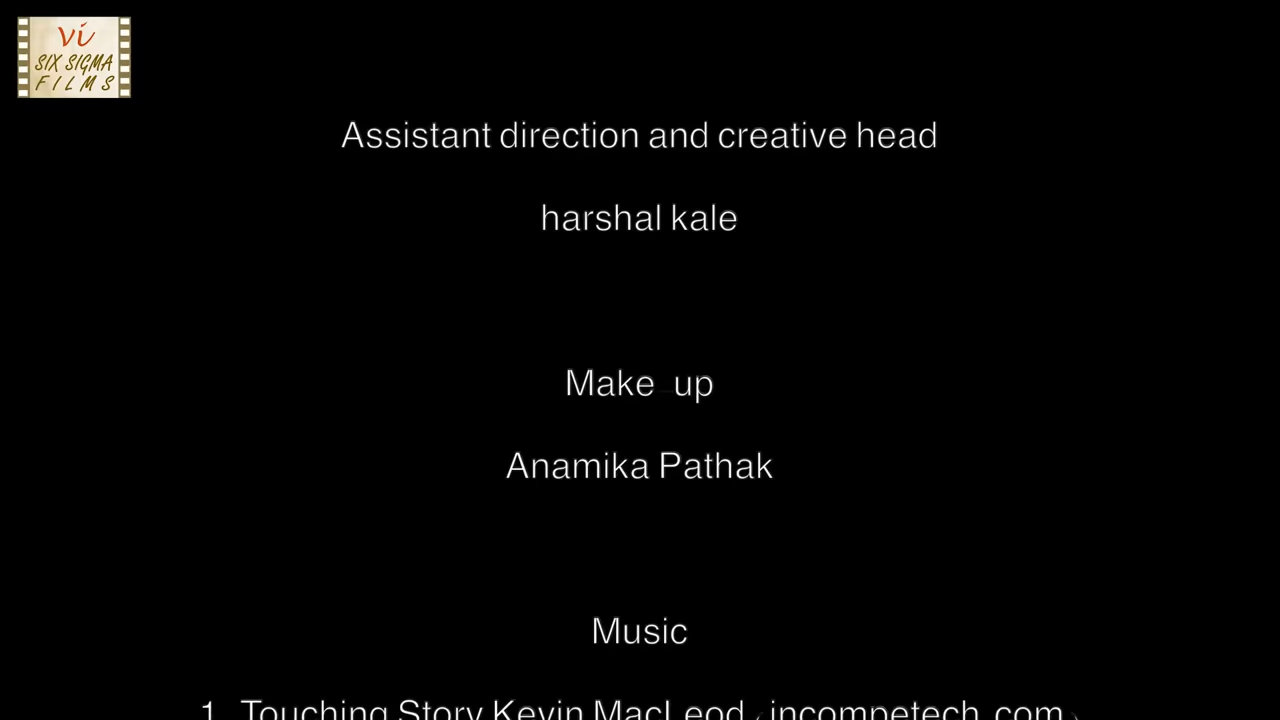 vi
SIX SIGMA
FILMS
Assistant direction and creative head
harshal kale
Make up
Anamika Pathak
Music
1. Touching Story Kevin MacLeod (incompetech.com)